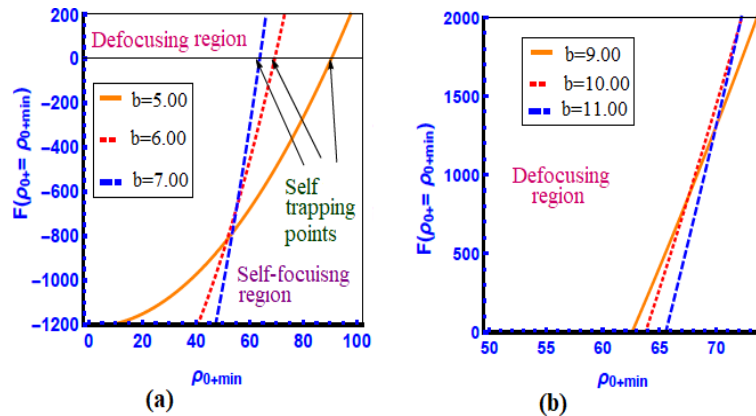 200
0
−200
−400
−600
−800
−1000
−1200
F(ρ0+= ρ0+min)
Defocusing region
b=5.00
b=6.00
b=7.00
Self
trapping
points
Self-focuisng
region
0 20 40 60 80 100
ρ0+min
(a)
2000
1500
1000
500
0
F(ρ0+= ρ0+min)
b=9.00
b=10.00
b=11.00
Defocusing
region
50 55 60 65 70
ρ0+min
(b)